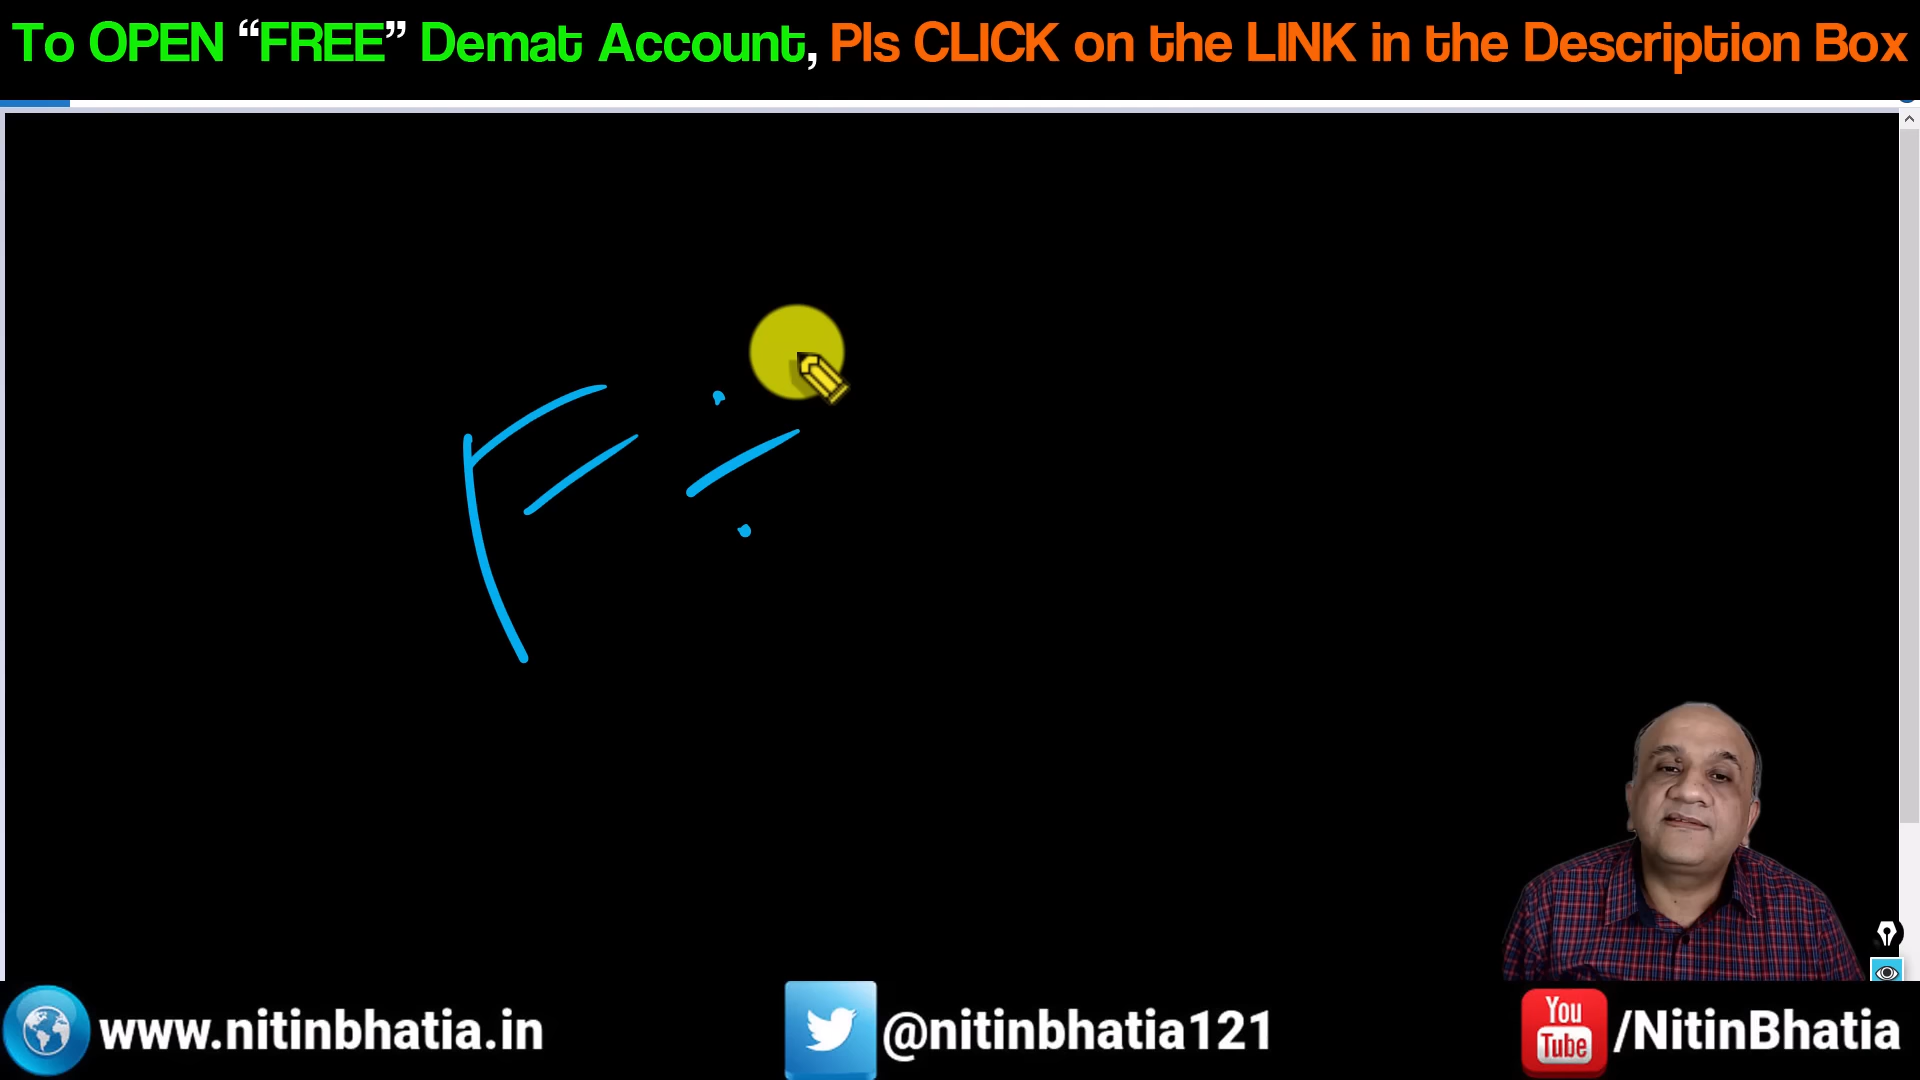 To OPEN “FREE” Demat Account, Pls CLICK on the LINK in the Description Box
F ÷
www.nitinbhatia.in
@nitinbhatia121
You Tube /NitinBhatia